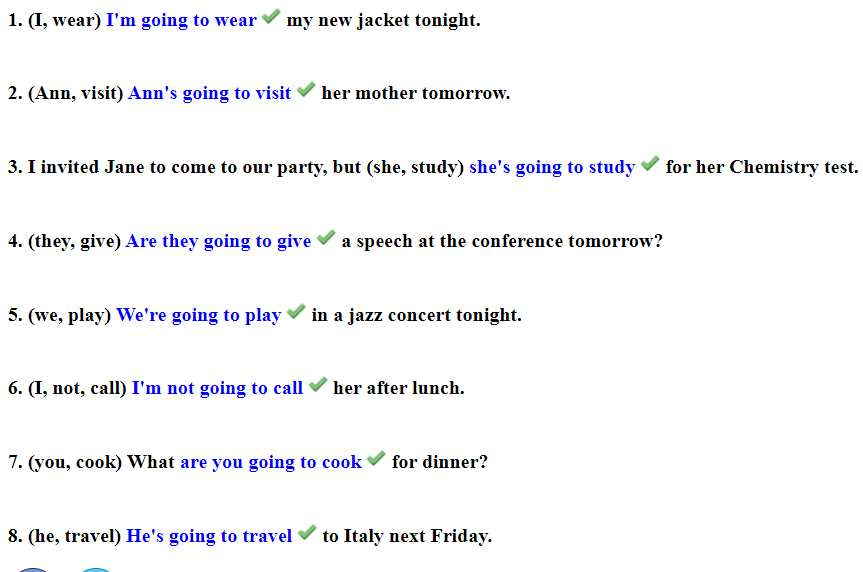 1. (I, wear) I'm going to wear my new jacket tonight.
2. (Ann, visit) Ann's going to visit her mother tomorrow.
3. I invited Jane to come to our party, but (she, study) she's going to study for her Chemistry test.
4. (they, give) Are they going to give a speech at the conference tomorrow?
5. (we, play) We're going to play in a jazz concert tonight.
6. (I, not, call) I'm not going to call her after lunch.
7. (you, cook) What are you going to cook for dinner?
8. (he, travel) He's going to travel to Italy next Friday.